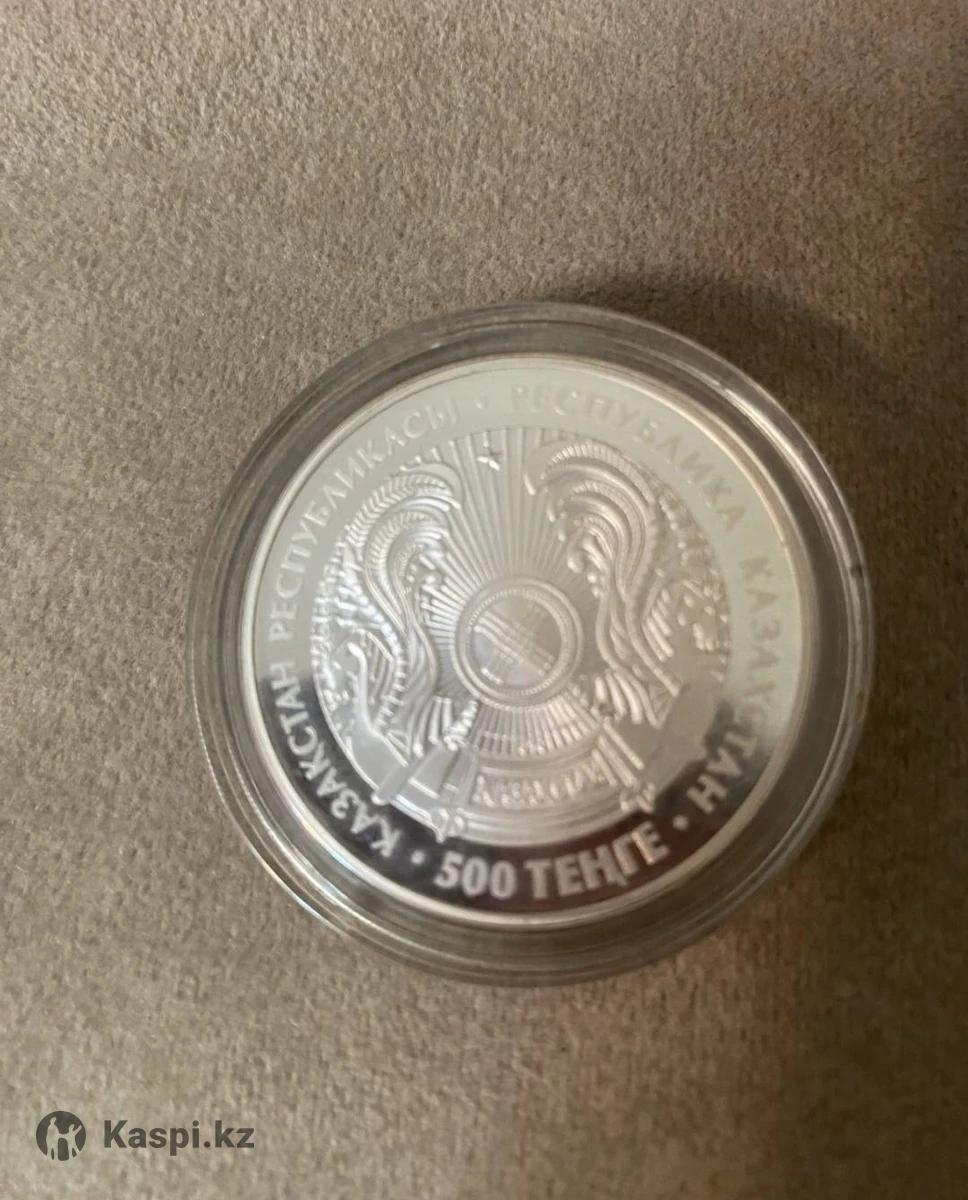 ҚАЗАҚСТАН РЕСПУБЛИКАСЫ • РЕСПУБЛИКА КАЗАХСТАН •
500 ТЕҢГЕ
Kaspi.kz